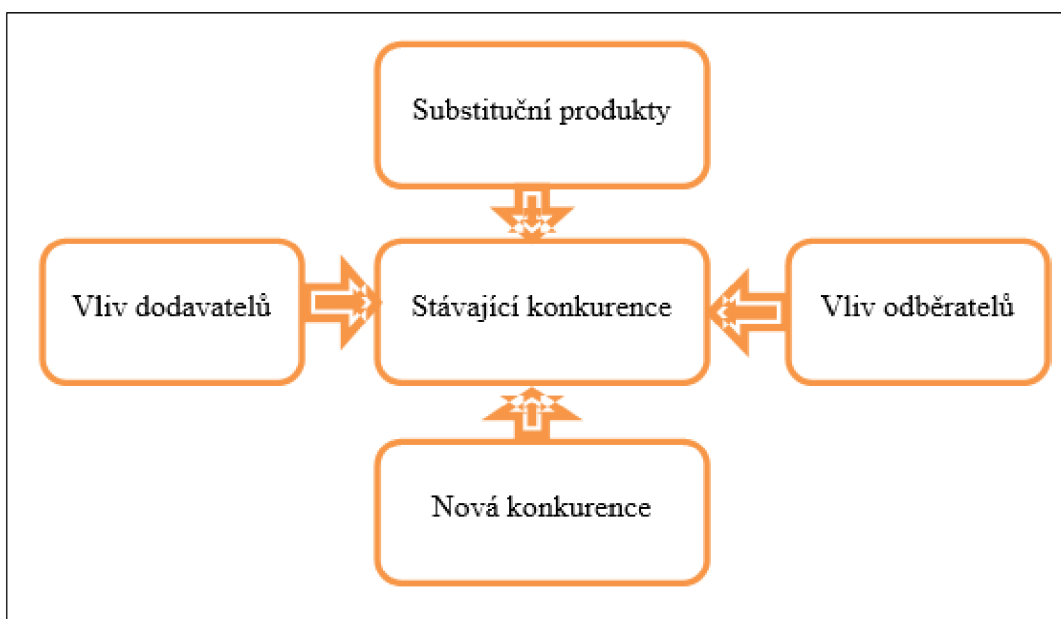 Substituční produkty
Vliv dodavatelů
Stávající konkurence
Vliv odběratelů
Nová konkurence